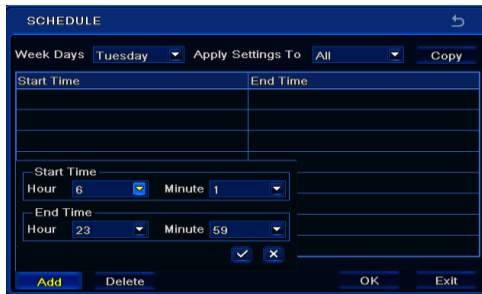 SCHEDULE
Week Days Tuesday Apply Settings To All Copy
Start Time End Time
Start Time
Hour 6 Minute 1
End Time
Hour 23 Minute 59
Add Delete OK Exit